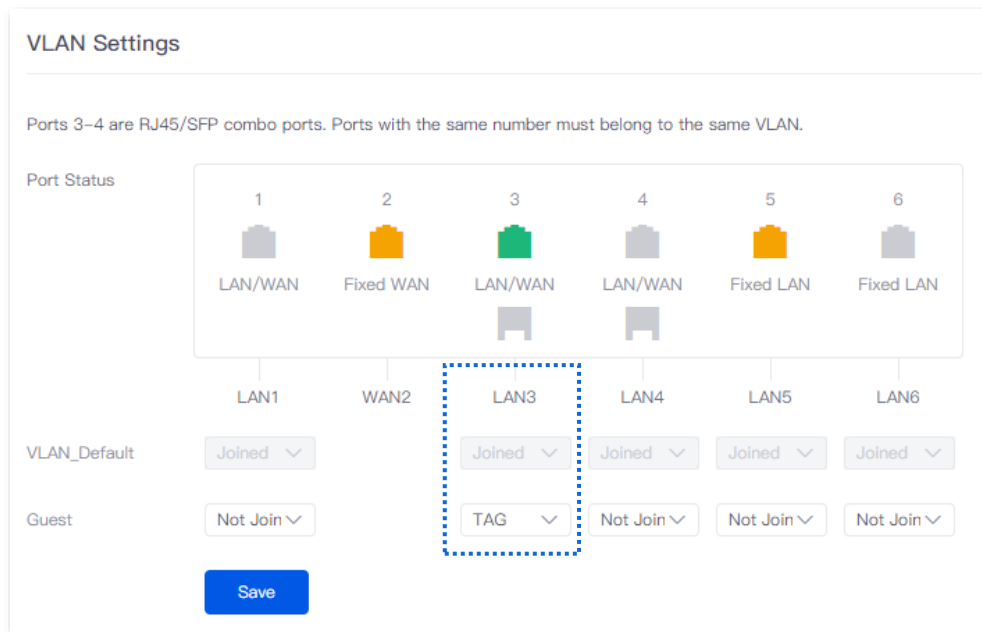 VLAN Settings
Ports 3-4 are RJ45/SFP combo ports. Ports with the same number must belong to the same VLAN.
Port Status
1 2 3 4 5 6
LAN/WAN Fixed WAN LAN/WAN LAN/WAN Fixed LAN Fixed LAN
LAN1 WAN2 LAN3 LAN4 LAN5 LAN6
VLAN_Default Joined Joined Joined Joined Joined
Guest Not Join TAG Not Join Not Join Not Join
Save